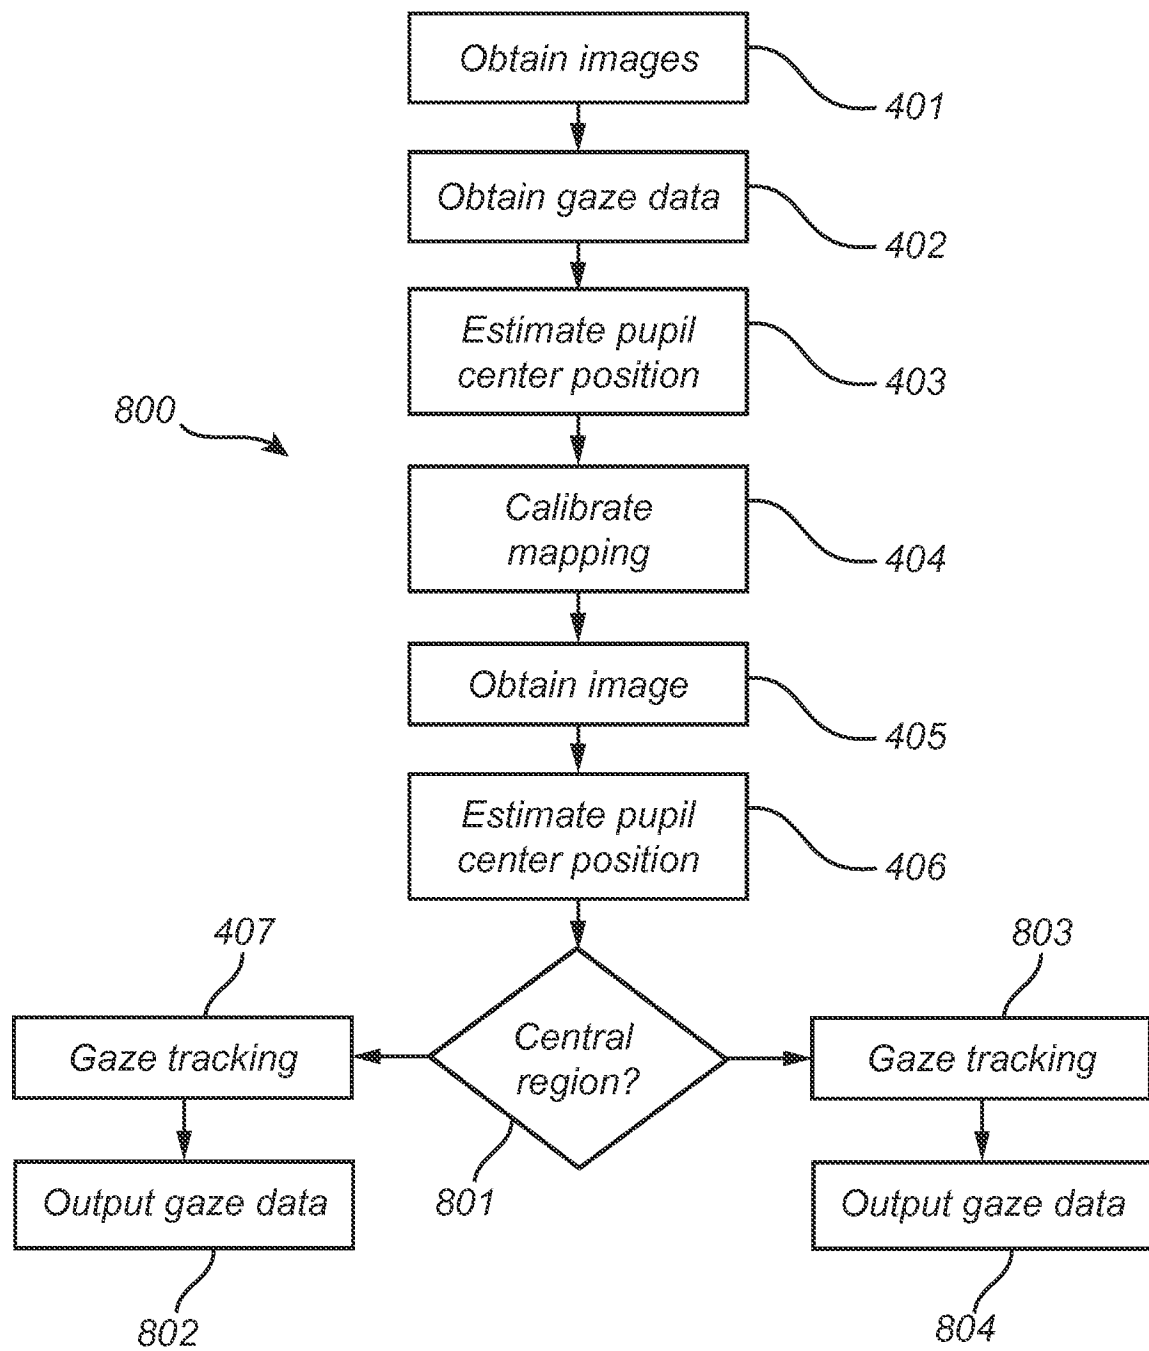 Obtain images
401
Obtain gaze data
402
Estimate pupil
center position
403
800
Calibrate
mapping
404
Obtain image
405
Estimate pupil
center position
406
407
803
Gaze tracking
Central
region?
Gaze tracking
801
Output gaze data
Output gaze data
802
804